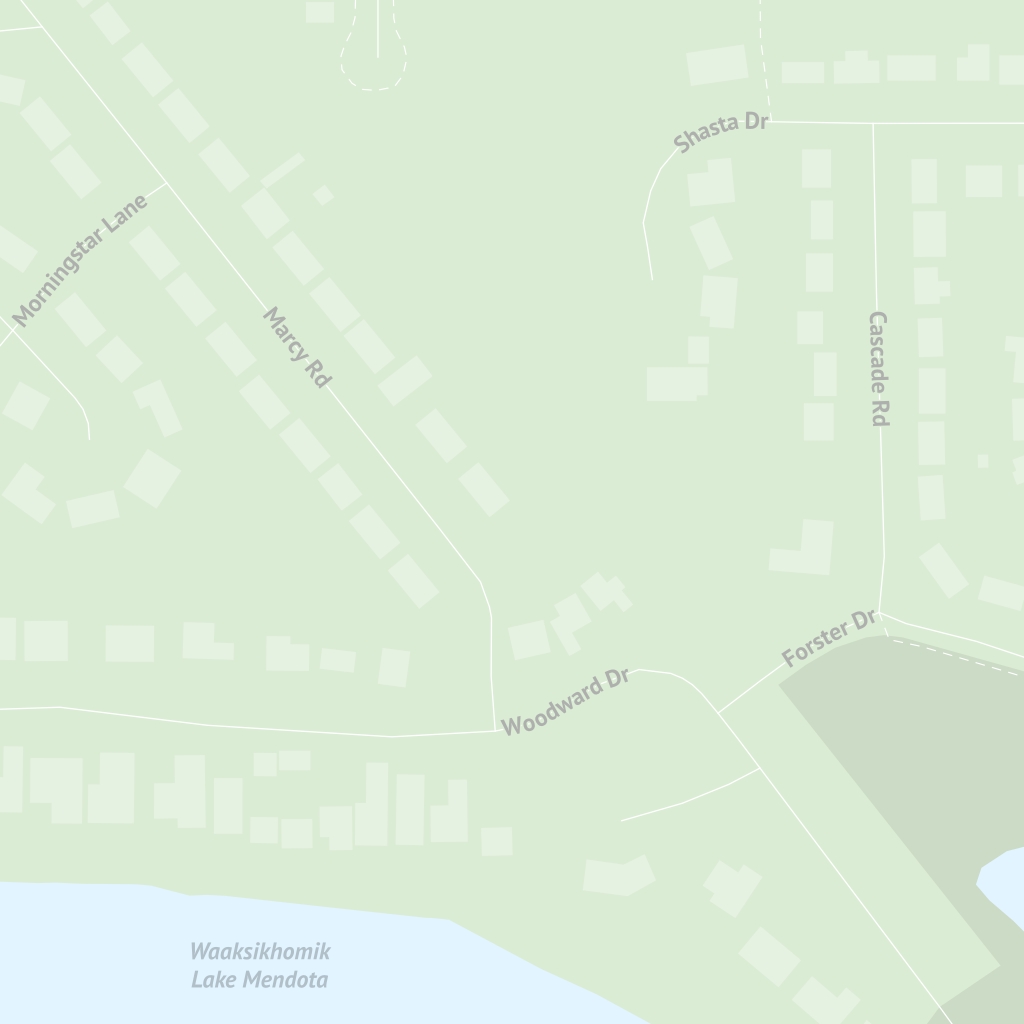 Shasta Dr
Morningstar Lane
Marcy Rd
Cascade Rd
Forster Dr
Woodward Dr
Waaksikhomik
Lake Mendota